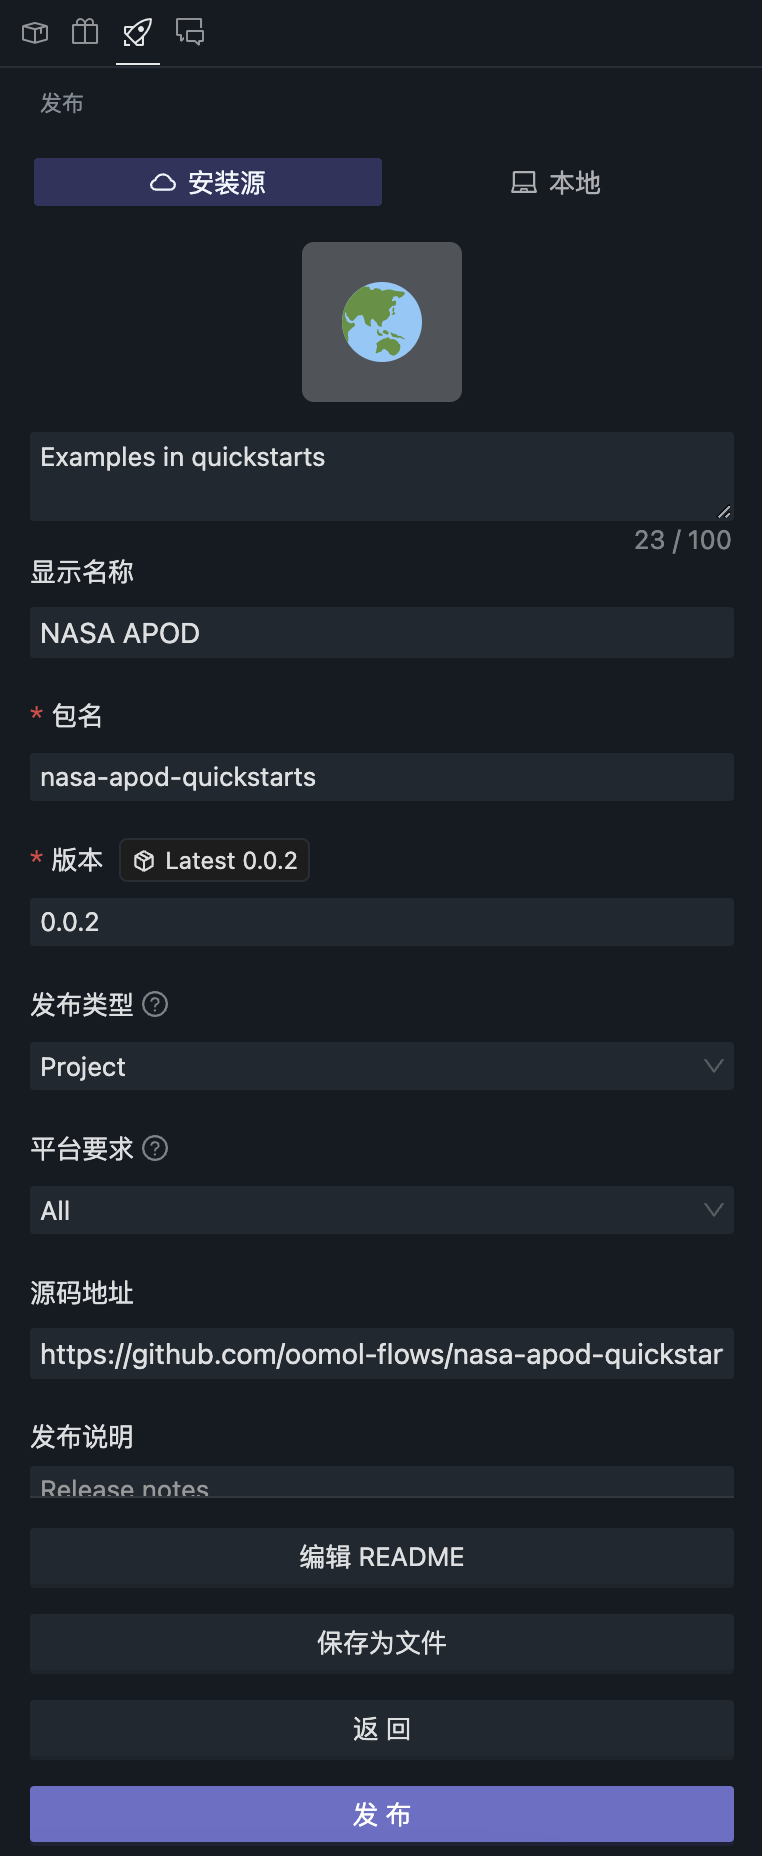 发布
安装源
本地
Examples in quickstarts
23 / 100
显示名称
NASA APOD
* 包名
nasa-apod-quickstarts
* 版本 Latest 0.0.2
0.0.2
发布类型
Project
平台要求
All
源码地址
https://github.com/oomol-flows/nasa-apod-quickstar
发布说明
Release notes
编辑 README
保存为文件
返 回
发 布